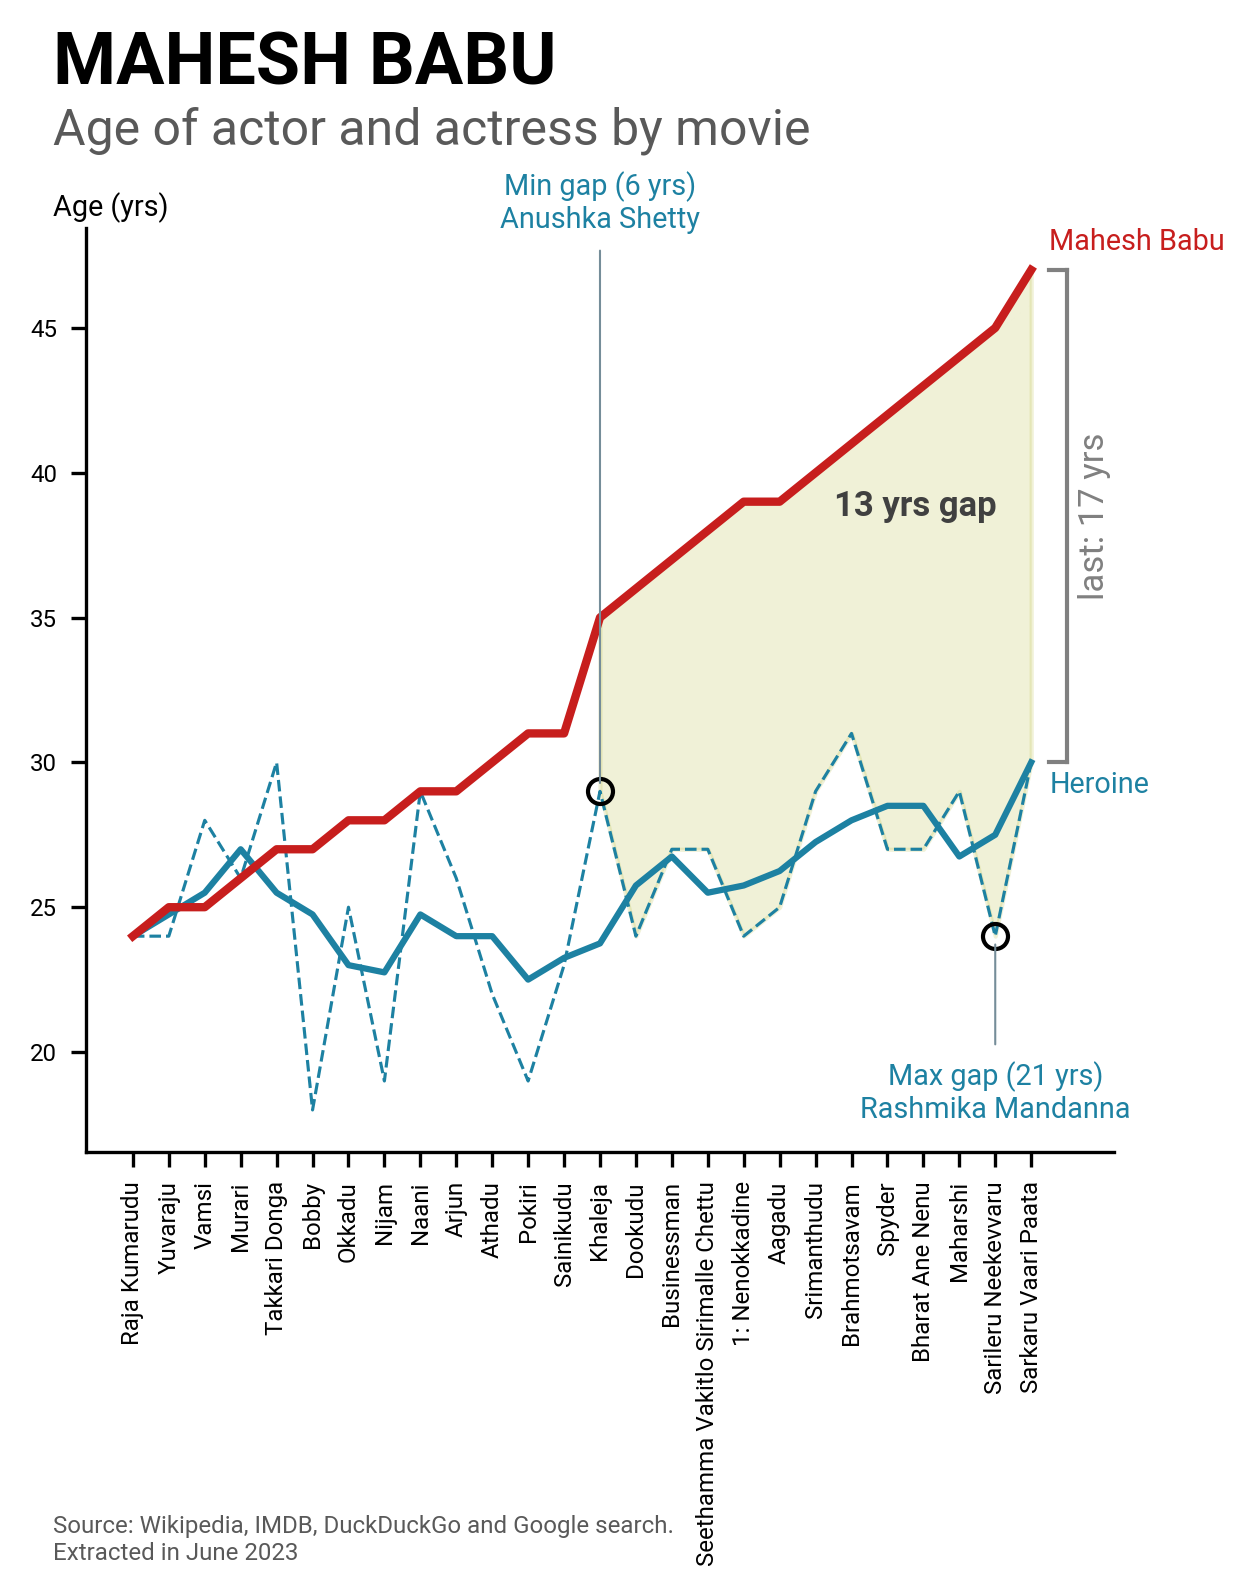 MAHESH BABU
Age of actor and actress by movie
Min gap (6 yrs)
Anushka Shetty
Age (yrs)
Mahesh Babu
45
40
35
30
25
20
13 yrs gap
last: 17 yrs
Heroine
Max gap (21 yrs)
Rashmika Mandanna
Raja Kumarudu
Yuvaraju
Vamsi
Murari
Takkari Donga
Bobby
Okkadu
Nijam
Naani
Arjun
Athadu
Pokiri
Sainikudu
Khaleja
Dookudu
Businessman
Seethamma Vakitlo Sirimalle Chettu
1: Nenokkadine
Aagadu
Srimanthudu
Brahmotsavam
Spyder
Bharat Ane Nenu
Maharshi
Sarileru Neekevvaru
Sarkaru Vaari Paata
Source: Wikipedia, IMDB, DuckDuckGo and Google search.
Extracted in June 2023